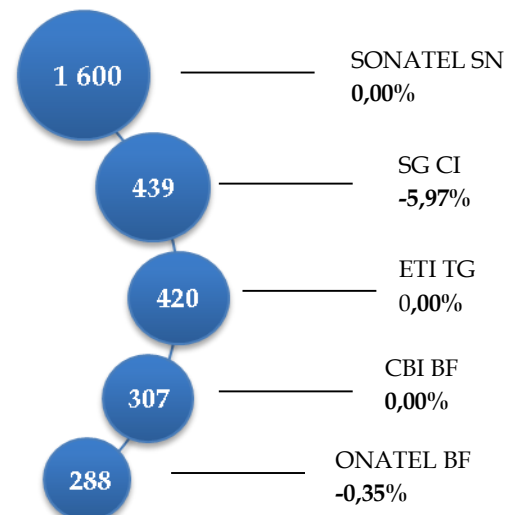 1 600
SONATEL SN
0,00%
439
SG CI
-5,97%
420
ETI TG
0,00%
307
CBI BF
0,00%
288
ONATEL BF
-0,35%